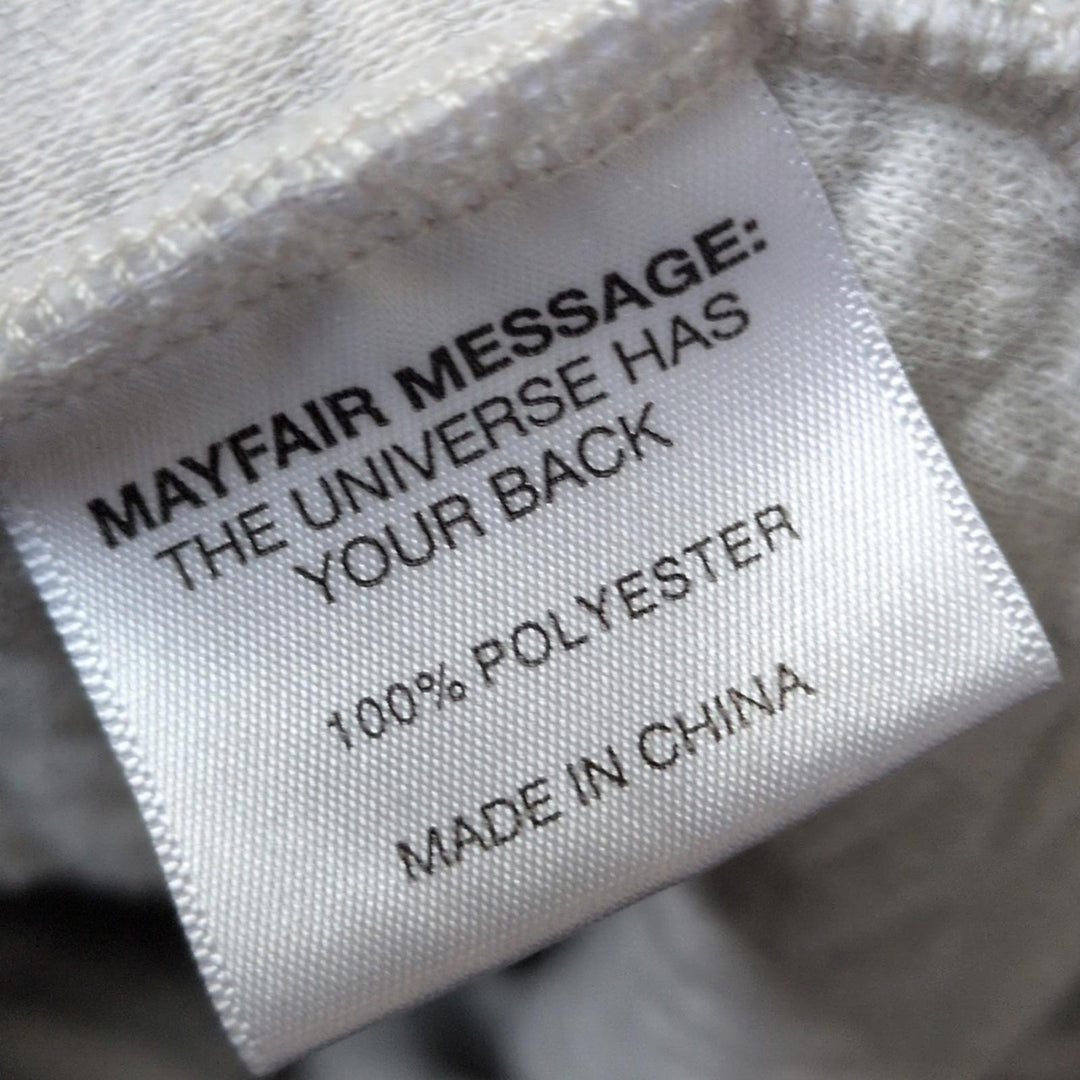 MAYFAIR MESSAGE:
THE UNIVERSE HAS
YOUR BACK
100% POLYESTER
MADE IN CHINA